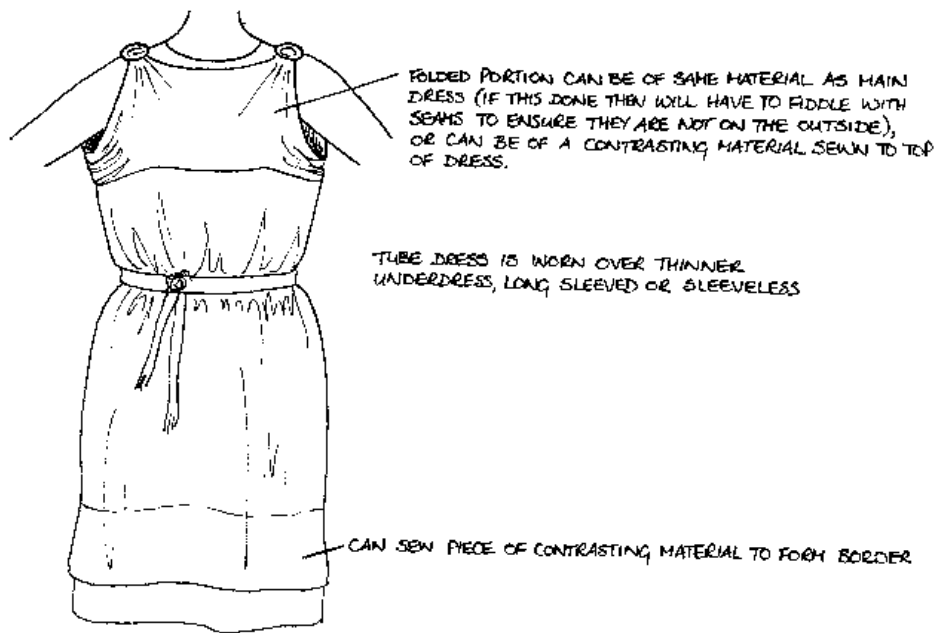 FOLDED PORTION CAN BE OF SAME MATERIAL AS MAIN
DRESS (IF THIS DONE THEN WILL HAVE TO FIDDLE WITH
SEAMS TO ENSURE THEY ARE NOT ON THE OUTSIDE),
OR CAN BE OF A CONTRASTING MATERIAL SEWN TO TOP
OF DRESS.
TUBE DRESS IS WORN OVER THINNER
UNDERDRESS, LONG SLEEVED OR SLEEVELESS
CAN SEW PIECE OF CONTRASTING MATERIAL TO FORM BORDER